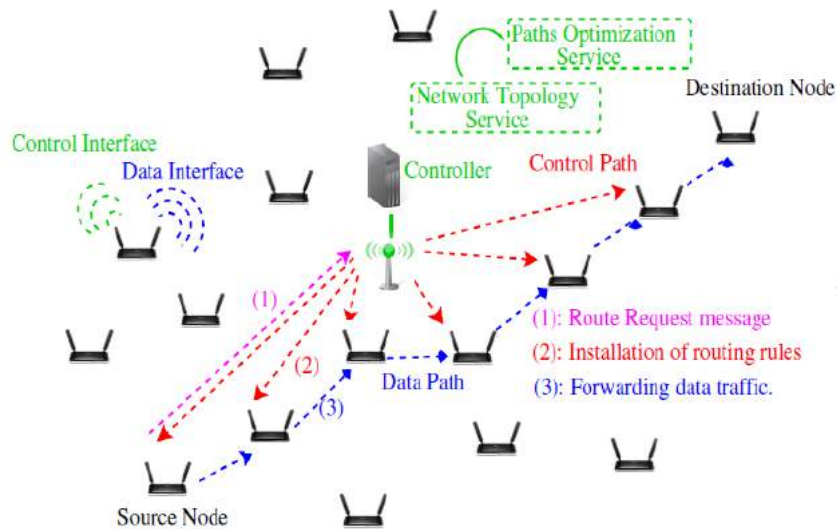 Paths Optimization
Service
Network Topology
Service
Destination Node
Control Interface
Data Interface
Controller
Control Path
(1)
(2)
(3)
Data Path
(1): Route Request message
(2): Installation of routing rules
(3): Forwarding data traffic.
Source Node